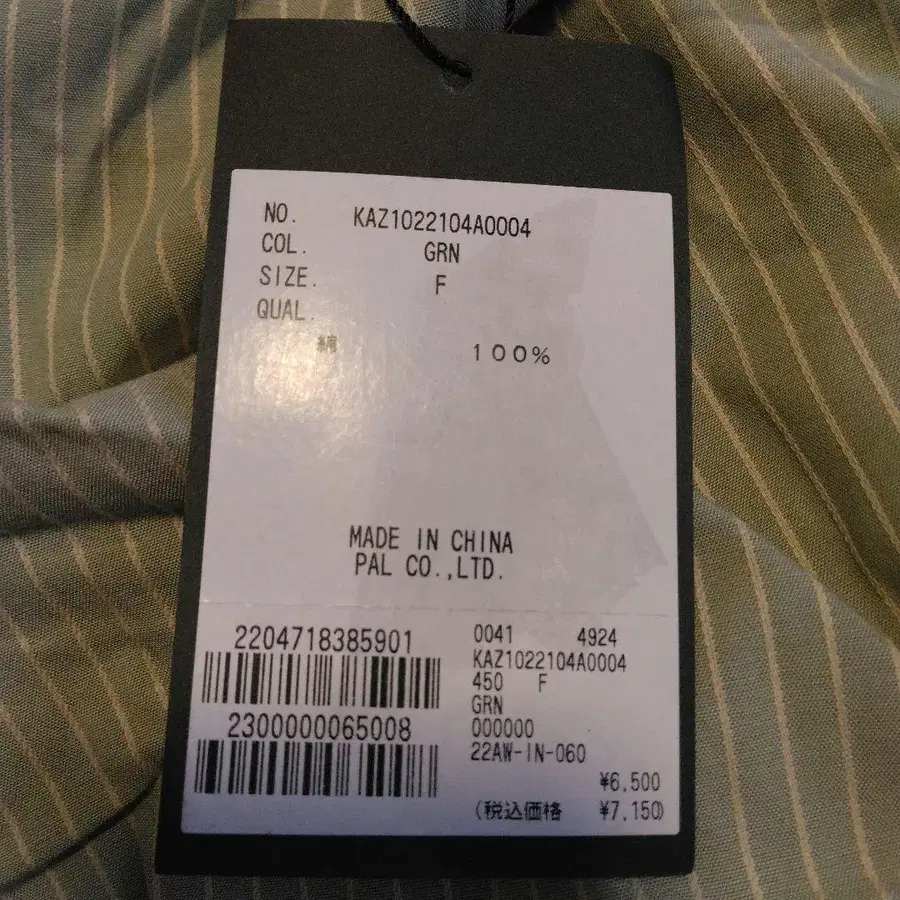 NO. KAZ1022104A0004
COL. GRN
SIZE. F
QUAL.
綿 １００％
MADE IN CHINA
PAL CO.,LTD.
2204718385901
2300000065008
0041 4924
KAZ1022104A0004
450 F
GRN
000000
22AW-IN-060
¥6,500
(税込価格 ¥7,150)